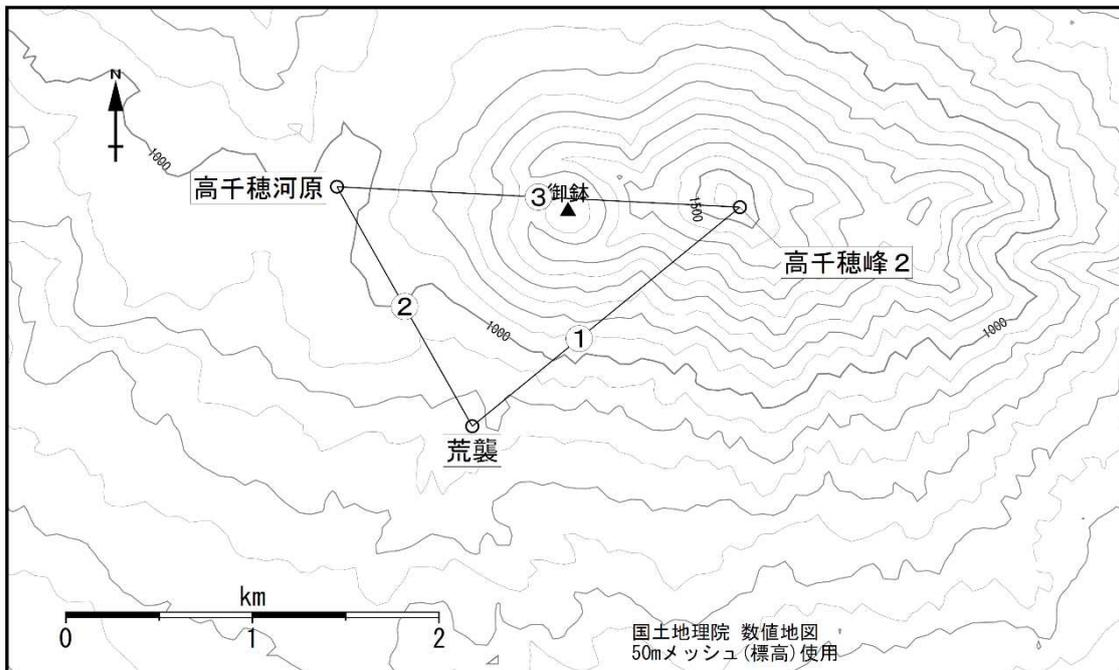 N
1000
高千穂河原
③
御鉢
1500
高千穂峰２
②
1000
①
1000
荒襲
km
0 1 2
国土地理院 数値地図
50mメッシュ(標高)使用